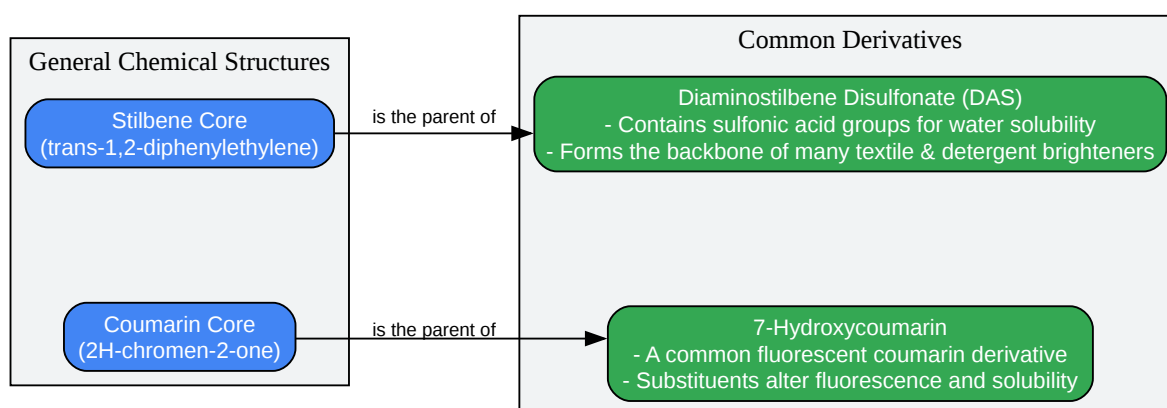 General Chemical Structures
Stilbene Core
(trans-1,2-diphenylethylene)
is the parent of
Common Derivatives
Diaminostilbene Disulfonate (DAS)
- Contains sulfonic acid groups for water solubility
- Forms the backbone of many textile & detergent brighteners
Coumarin Core
(2H-chromen-2-one)
is the parent of
7-Hydroxycoumarin
- A common fluorescent coumarin derivative
- Substituents alter fluorescence and solubility